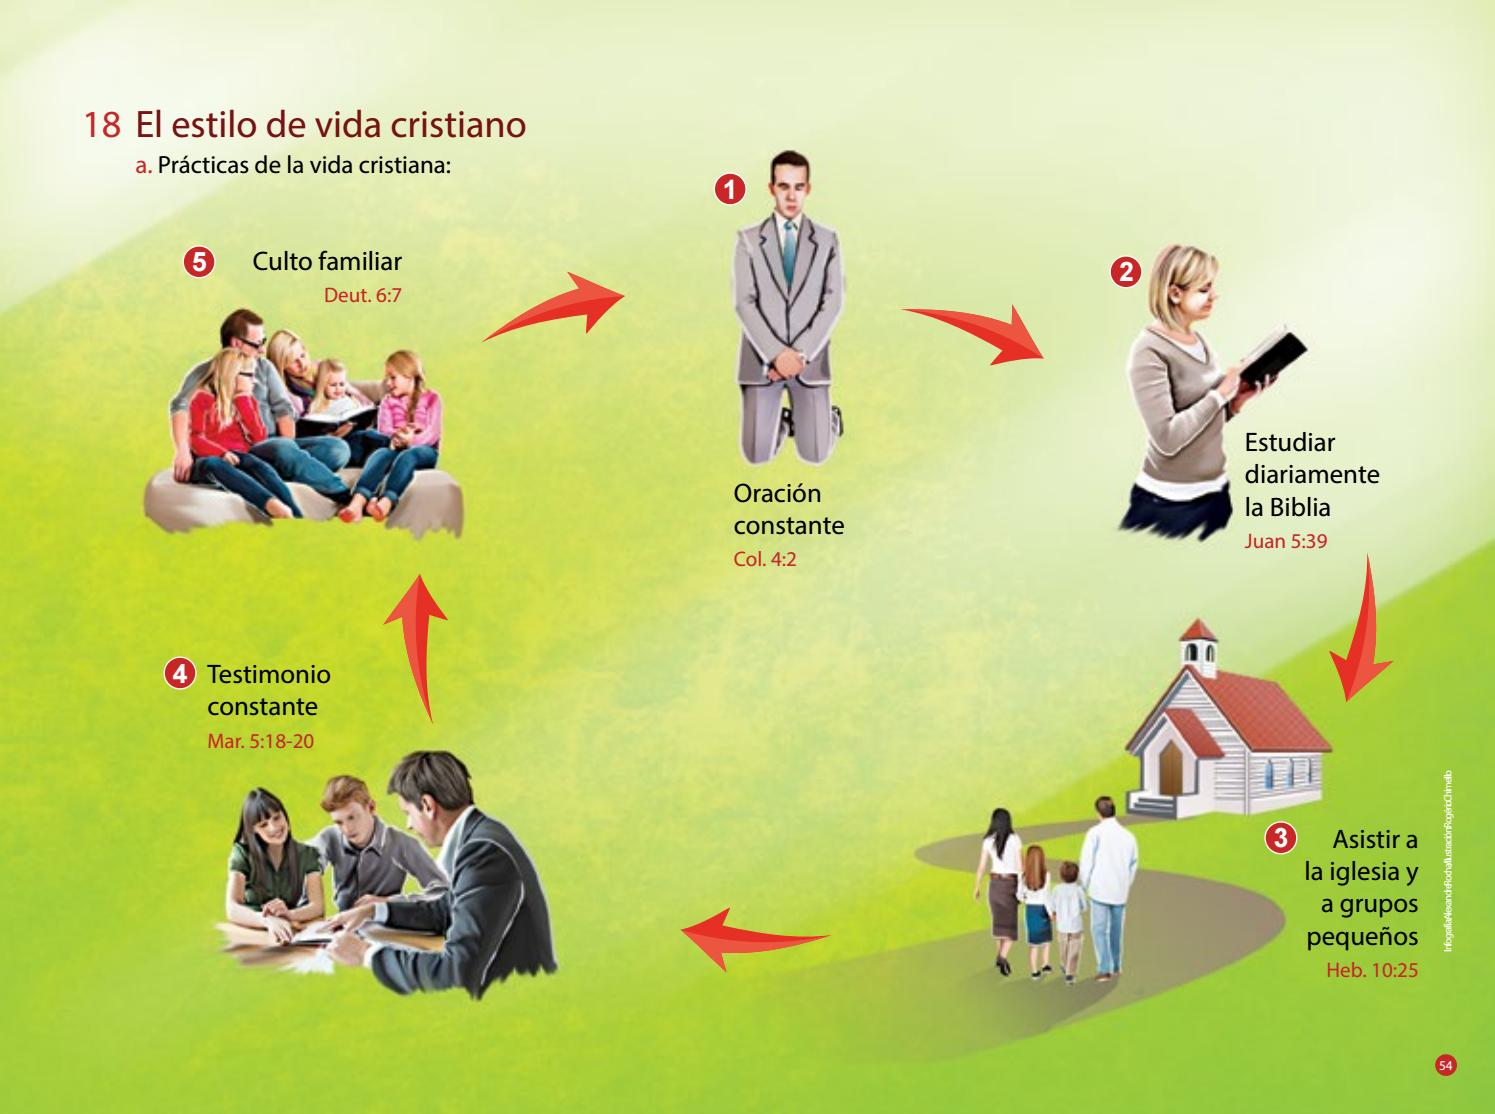 18 El estilo de vida cristiano
a. Prácticas de la vida cristiana:
1
Oración
constante
Col. 4:2
2
Estudiar
diariamente
la Biblia
Juan 5:39
3
Asistir a
la iglesia y
a grupos
pequeños
Heb. 10:25
4
Testimonio
constante
Mar. 5:18-20
5
Culto familiar
Deut. 6:7
54